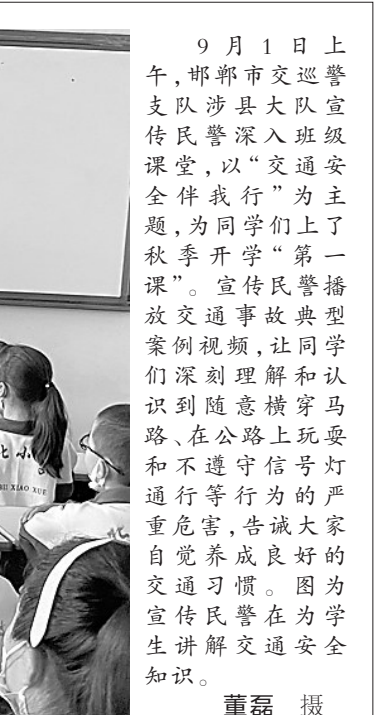 9月1日上
午,邯郸市交巡警
支队涉县大队宣
传民警深入班级
课堂,以“交通安
全伴我行”为主
题,为同学们上了
秋季开学“第一
课”。宣传民警播
放交通事故典型
案例视频,让同学
们深刻理解和认
识到随意横穿马
路、在公路上玩耍
和不遵守信号灯
通行等行为的严
重危害,告诫大家
自觉养成良好的
交通习惯。图为
宣传民警在为学
生讲解交通安全
知识。
董磊 摄
北小
XIAO XUE